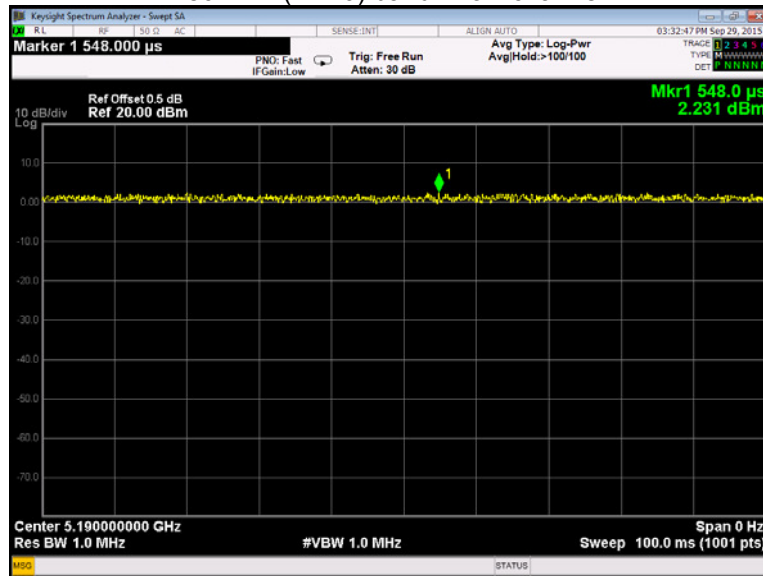 Keysight Spectrum Analyzer - Swept SA
RL RF 50 Ω AC SENSE:INT ALIGN AUTO 03:32:47 PM Sep 29, 2015
Marker 1 548.000 µs
PNO: Fast
IFGain:Low
Trig: Free Run
Atten: 30 dB
Avg Type: Log-Pwr
Avg|Hold:>100/100
TRACE 1 2 3 4 5
TYPE M
DET P N N N N
Mkr1 548.0 µs
2.231 dBm
Ref Offset 0.5 dB
10 dB/div Ref 20.00 dBm
Log
10.0
1
0.00
-10.0
-20.0
-30.0
-40.0
-50.0
-60.0
-70.0
Center 5.190000000 GHz Span 0 Hz
Res BW 1.0 MHz #VBW 1.0 MHz Sweep 100.0 ms (1001 pts)
MSG STATUS